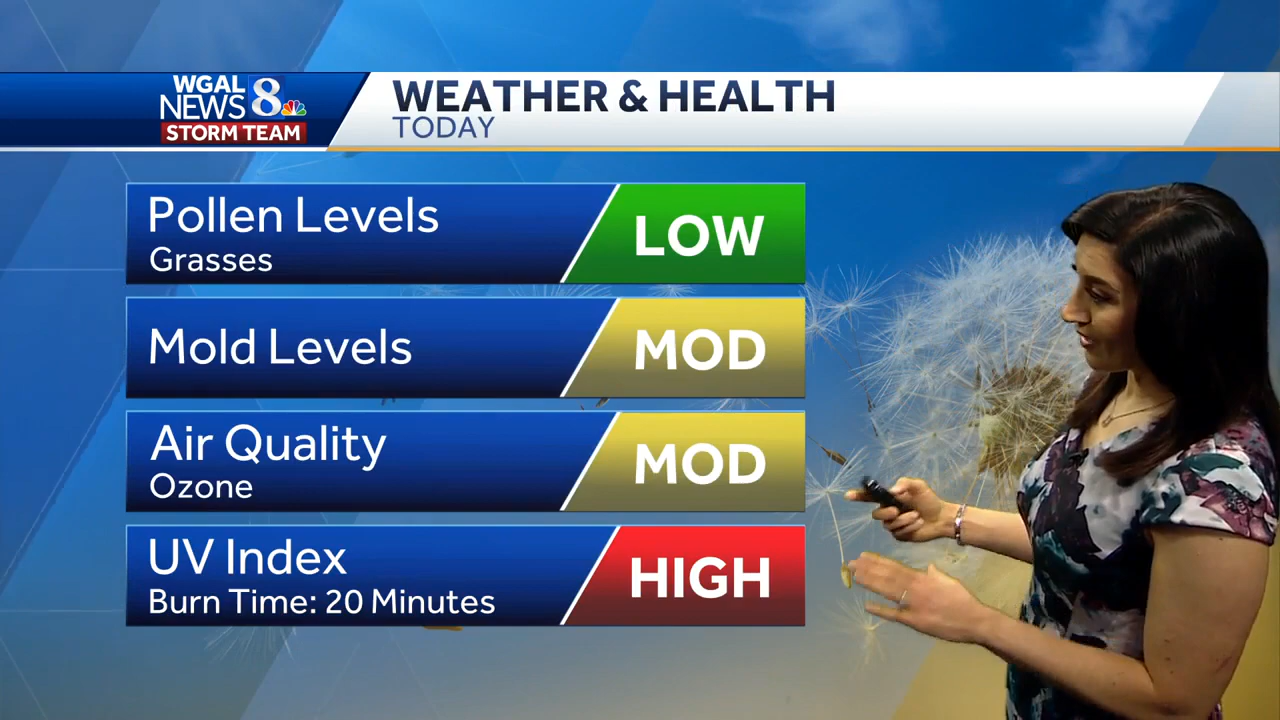 WGAL
NEWS 8
STORM TEAM
WEATHER & HEALTH
TODAY
Pollen Levels
Grasses
LOW
Mold Levels
MOD
Air Quality
Ozone
MOD
UV Index
Burn Time: 20 Minutes
HIGH